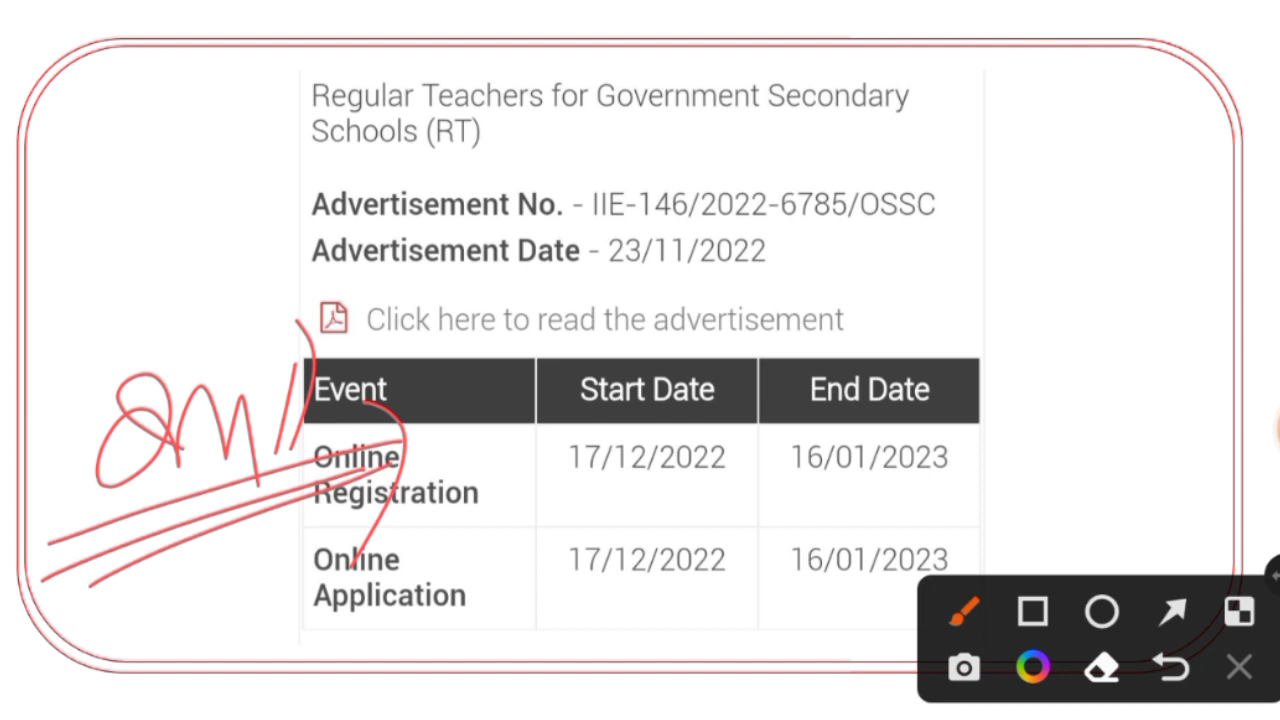 Regular Teachers for Government Secondary
Schools (RT)
Advertisement No. - IIE-146/2022-6785/OSSC
Advertisement Date - 23/11/2022
Click here to read the advertisement
Event Start Date End Date
Online 17/12/2022 16/01/2023
Registration
Online 17/12/2022 16/01/2023
Application